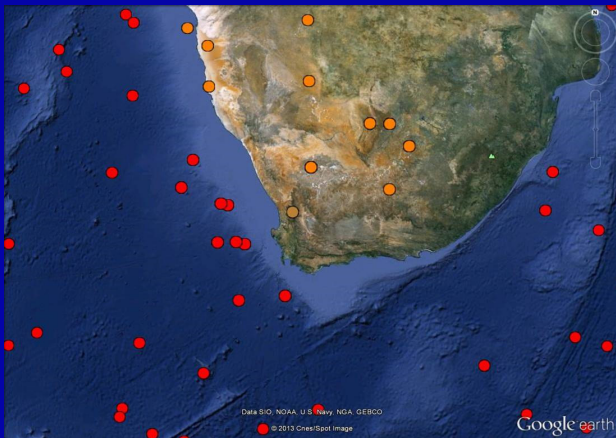 N
Data SIO, NOAA, U.S. Navy, NGA, GEBCO
© 2013 Cnes/Spot Image
Google earth